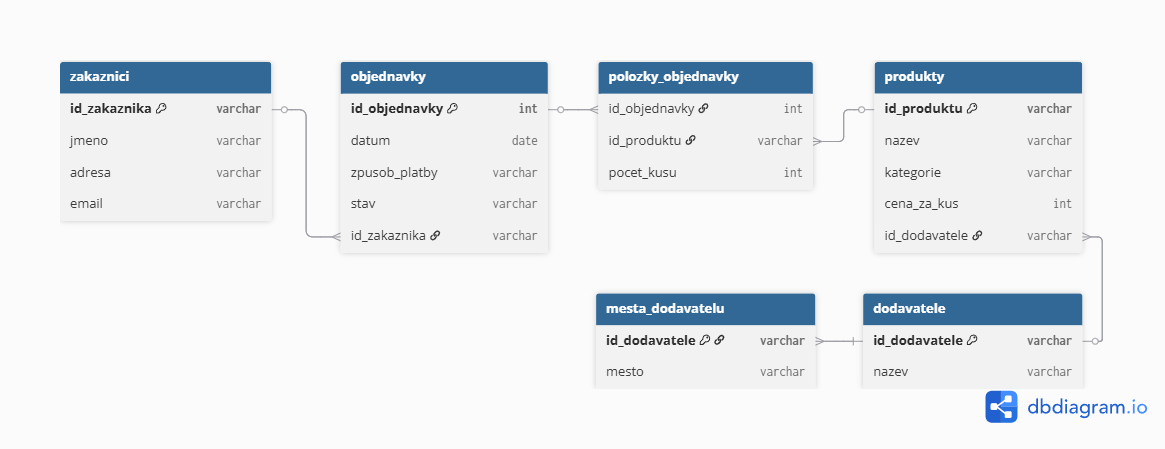 zakaznici
id_zakaznika varchar
jmeno varchar
adresa varchar
email varchar
objednavky
id_objednavky int
datum date
zpusob_platby varchar
stav varchar
id_zakaznika varchar
polozky_objednavky
id_objednavky int
id_produktu varchar
pocet_kusu int
produkty
id_produktu varchar
nazev varchar
kategorie varchar
cena_za_kus int
id_dodavatele varchar
mesta_dodavatelu
id_dodavatele varchar
mesto varchar
dodavatele
id_dodavatele varchar
nazev varchar
dbdiagram.io